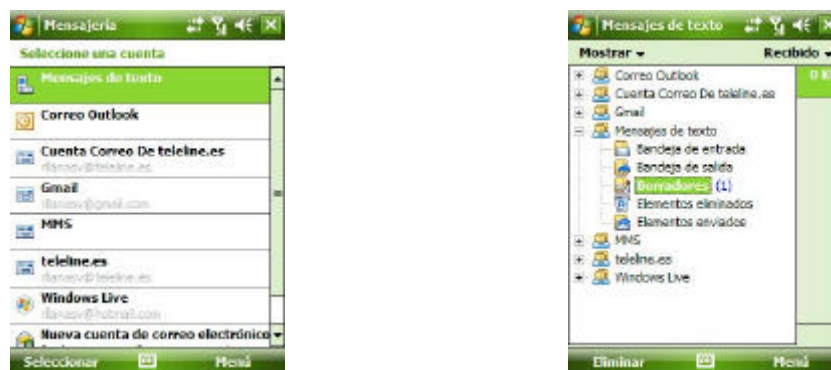 Mensajería
Seleccione una cuenta
Mensajes de texto
Correo Outlook
Cuenta Correo De teleline.es
Gmail
MMS
teleline.es
Windows Live
Nueva cuenta de correo electrónico
Seleccionar Menú
Mensajes de texto
Mostrar Recibido
Correo Outlook
Cuenta Correo De teleline.es
Gmail
Mensajes de texto
Bandeja de entrada
Bandeja de salida
Borradores (1)
Elementos eliminados
Elementos enviados
MMS
teleline.es
Windows Live
Eliminar Menú